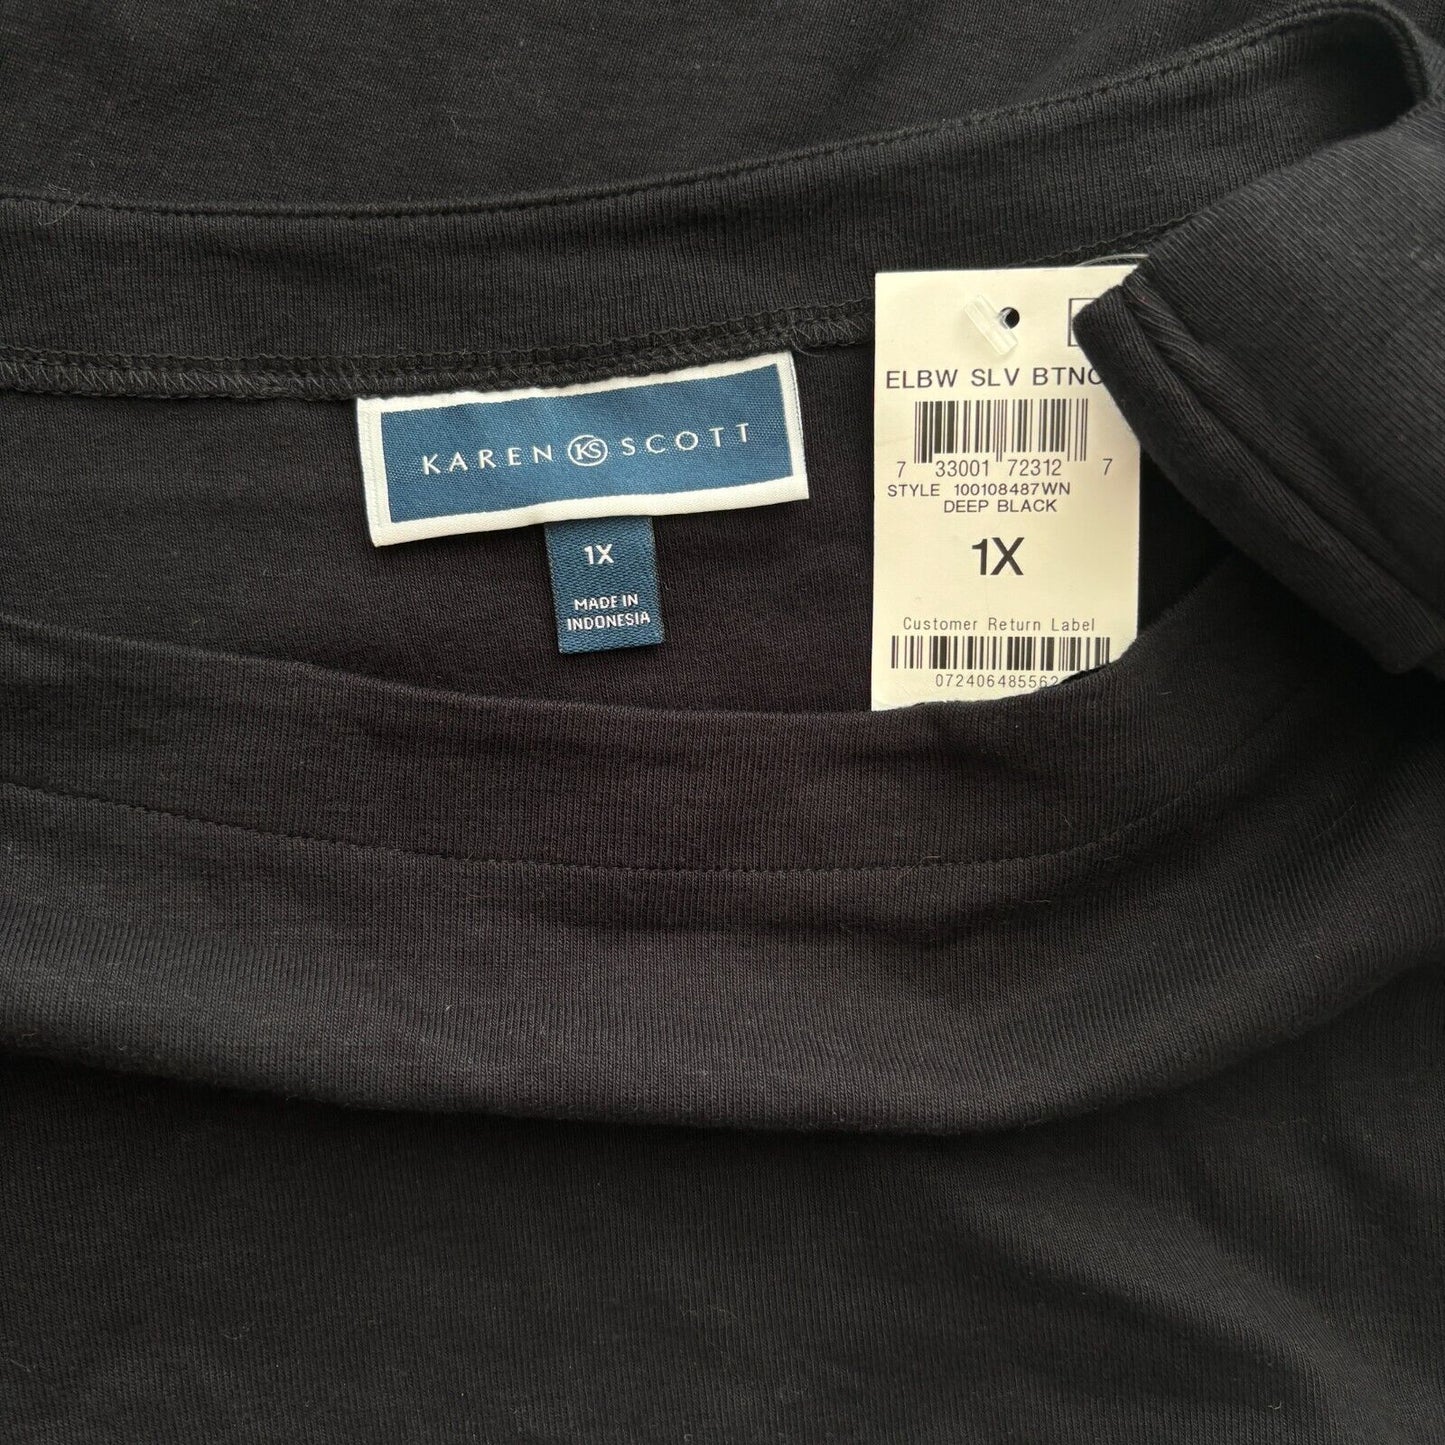 KAREN KS SCOTT
1X
MADE IN
INDONESIA
ELBW SLV
7 33001 72312 7
STYLE 100108487WN
DEEP BLACK
1X
Customer Return Label
072406485562